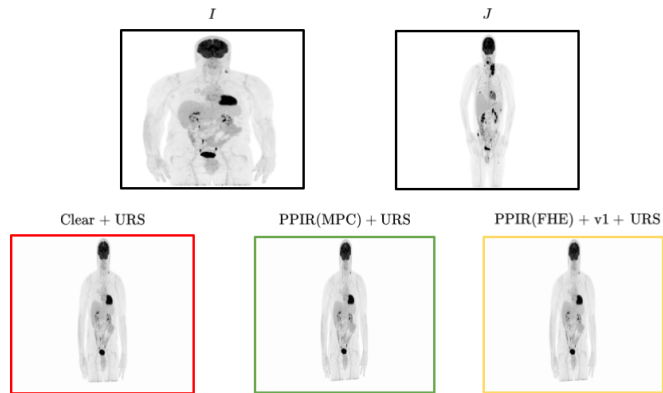 I
J
Clear + URS
PPIR(MPC) + URS
PPIR(FHE) + v1 + URS